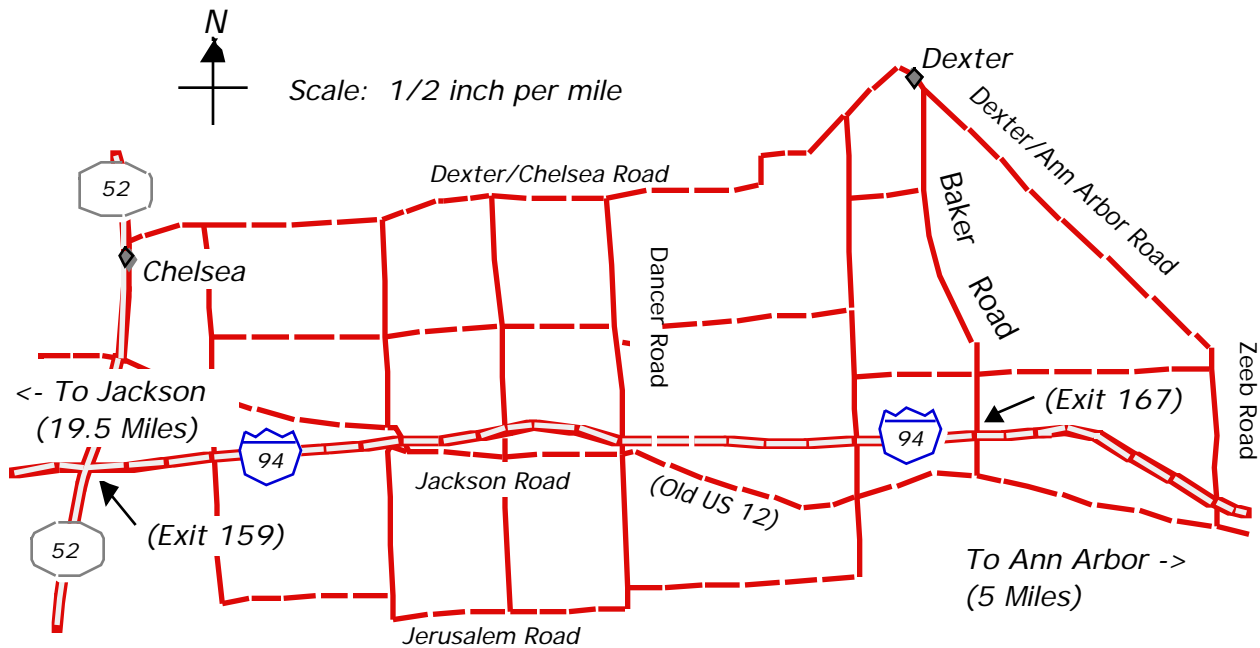 N
Dexter
Scale: 1/2 inch per mile
Dexter/Ann Arbor Road
52
Dexter/Chelsea Road
Baker
Road
Chelsea
Dancer Road
Zeeb Road
<- To Jackson
(19.5 Miles)
(Exit 167)
94
94
Jackson Road
(Old US 12)
(Exit 159)
52
To Ann Arbor ->
(5 Miles)
Jerusalem Road